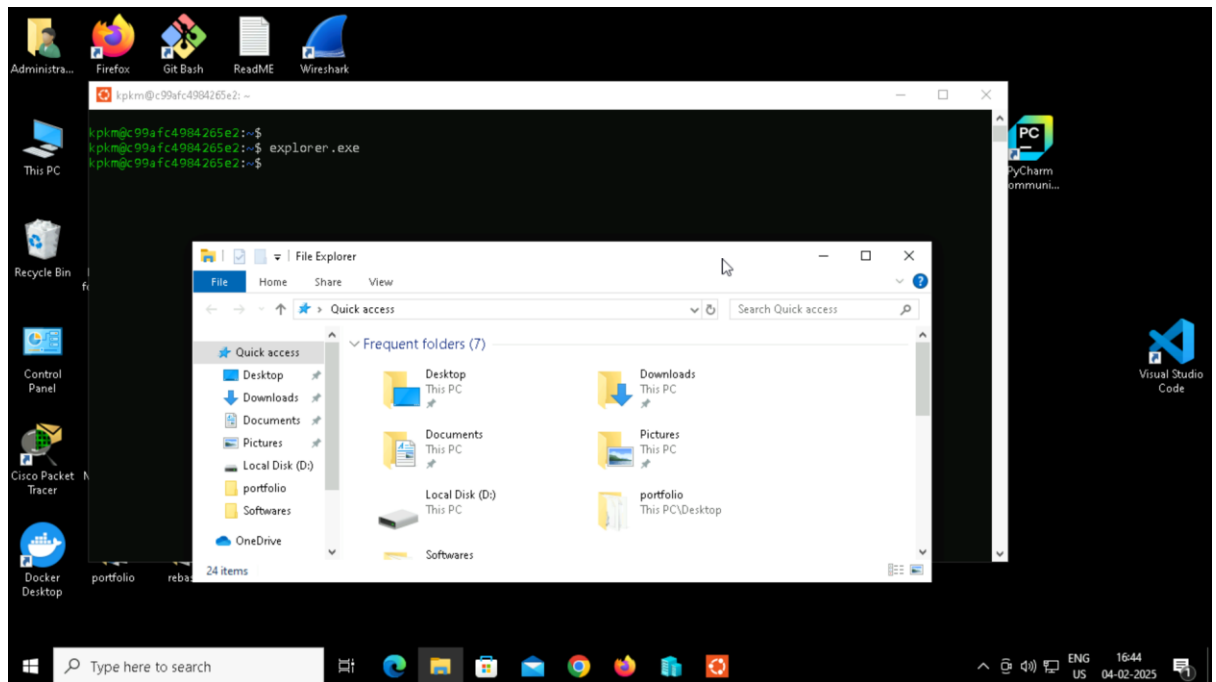 Administra...
Firefox
Git Bash
ReadME
Wireshark
kpkm@c99afc4984265e2: ~
kpkm@c99afc4984265e2:~$
kpkm@c99afc4984265e2:~$ explorer.exe
kpkm@c99afc4984265e2:~$
This PC
PC
PyCharm
ommuni...
Recycle Bin
File Explorer
File Home Share View
Quick access
Search Quick access
Quick access
Desktop
Downloads
Documents
Pictures
Local Disk (D:)
portfolio
Softwares
OneDrive
Frequent folders (7)
Desktop
This PC
Downloads
This PC
Documents
This PC
Pictures
This PC
Local Disk (D:)
This PC
portfolio
This PC\Desktop
Softwares
24 items
Control
Panel
Visual Studio
Code
Cisco Packet
Tracer
Docker
Desktop
portfolio
reba
Type here to search
ENG
US
16:44
04-02-2025
1